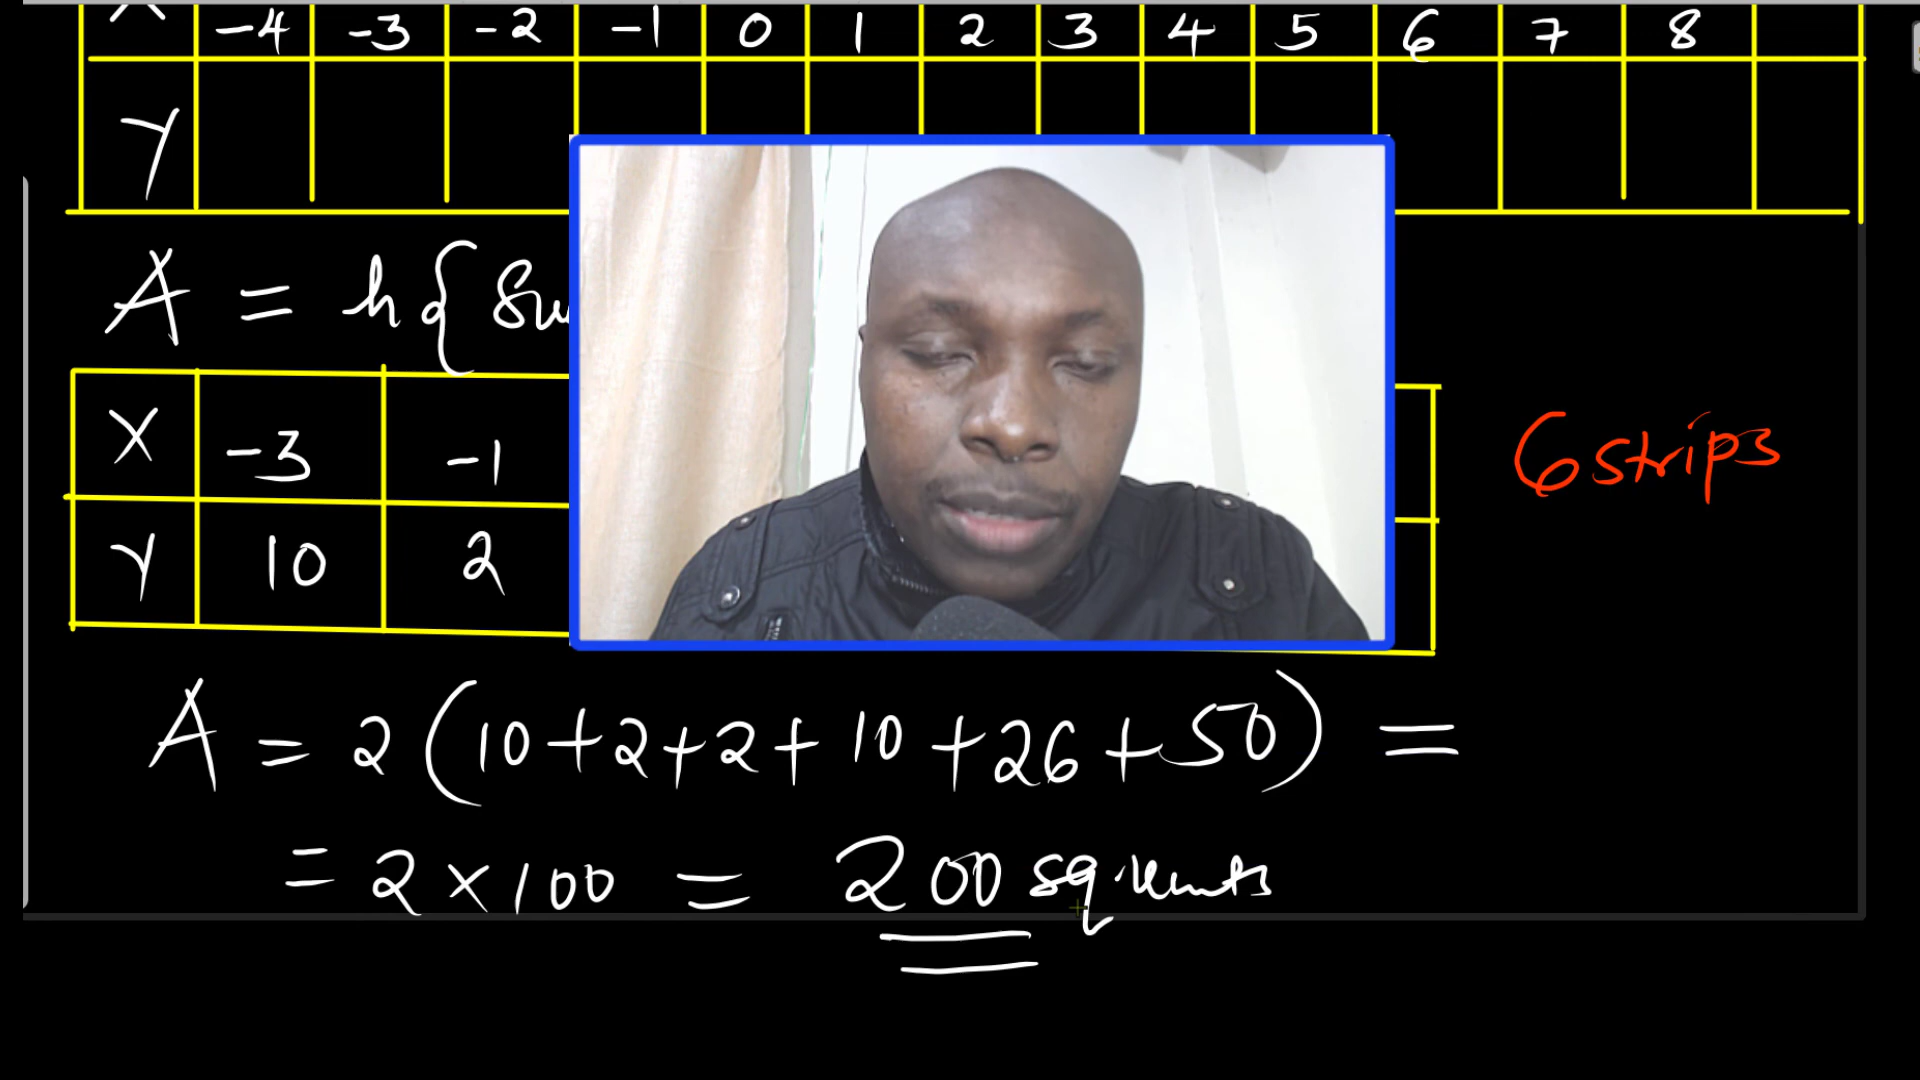 X -4 -3 -2 -1 0 1 2 3 4 5 6 7 8
Y
A = h{Su
X -3 -1
6 strips
Y 10 2
A = 2 (10+2+2+10+26+50) =
= 2 × 100 = 200 sq. units